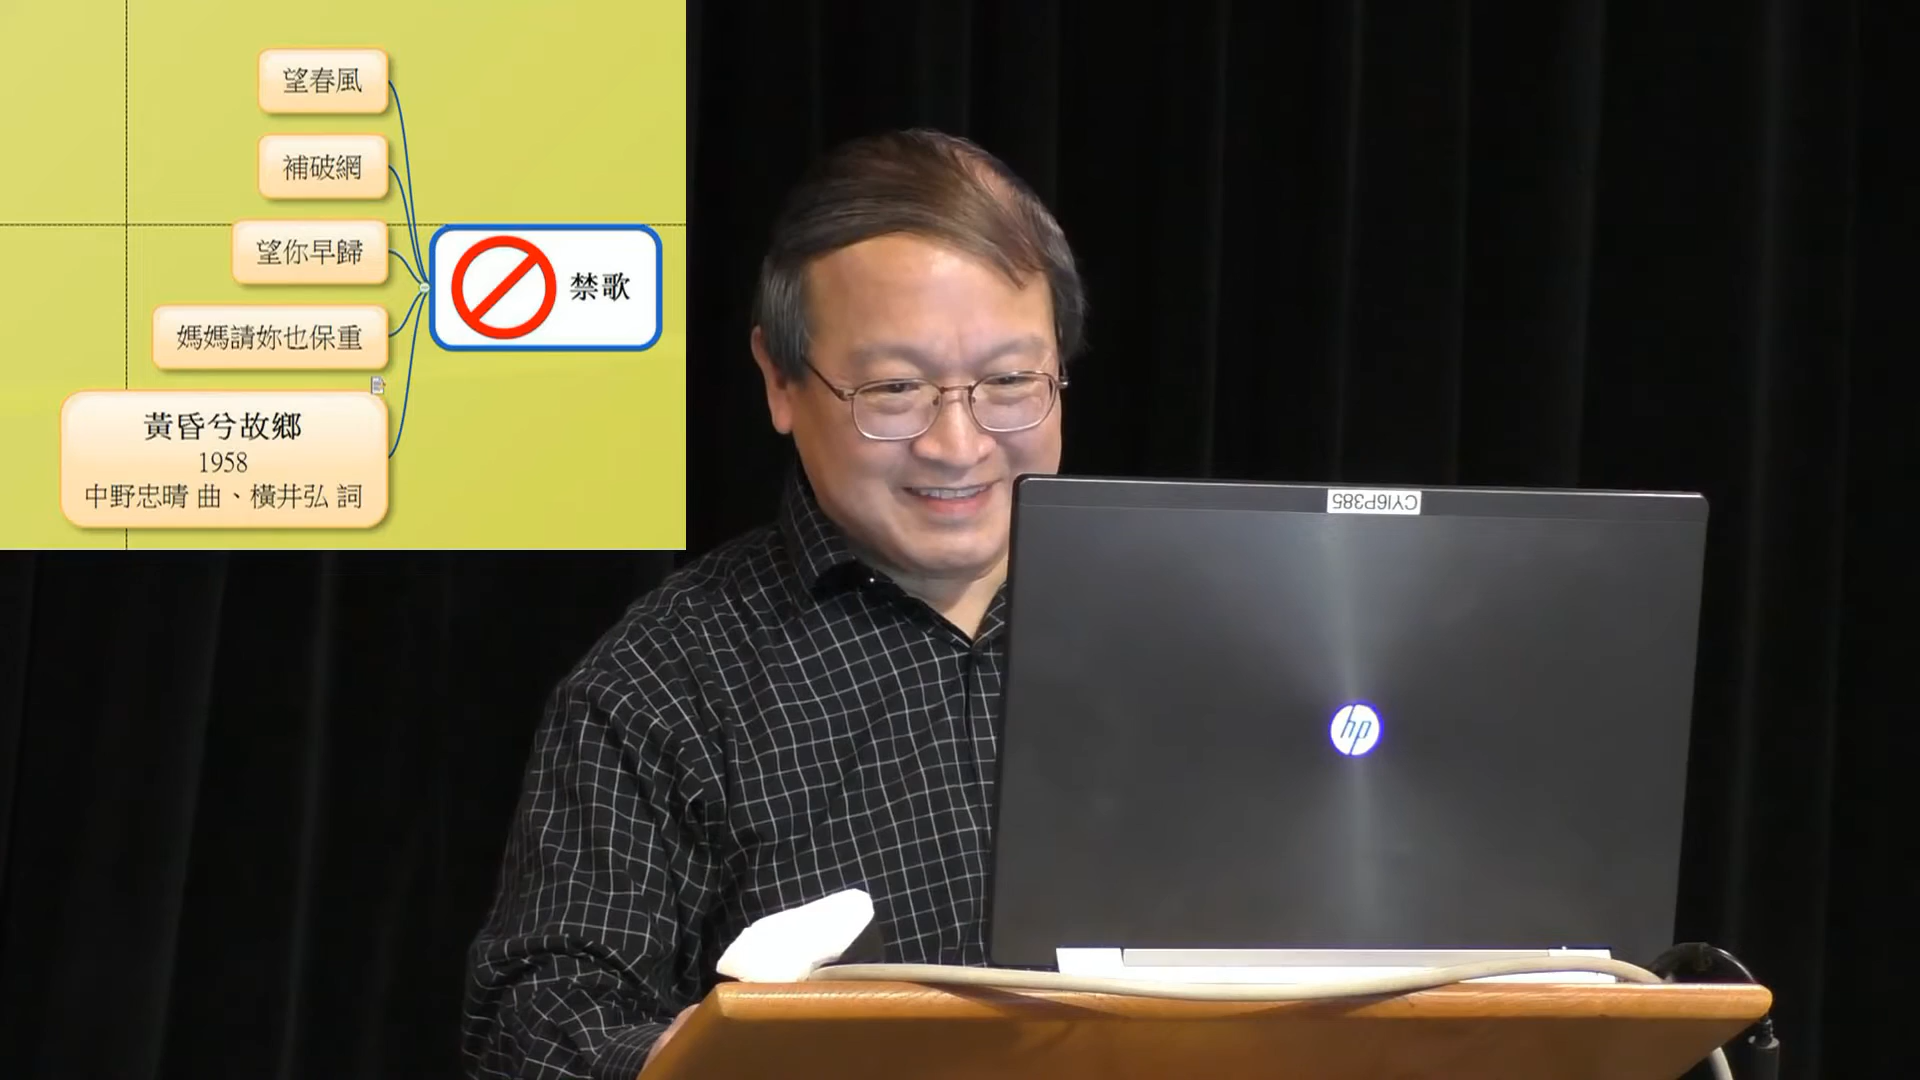 望春風
補破網
望你早歸
媽媽請妳也保重
黃昏兮故鄉
1958
中野忠晴 曲、橫井弘 詞
禁歌
CYI6P385
hp